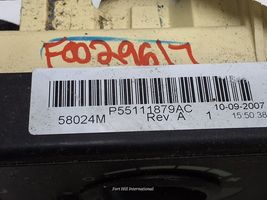 F0029617
P55111879AC 10-09-2007
58024M Rev. A 1 15:50 38
Fort Hill International